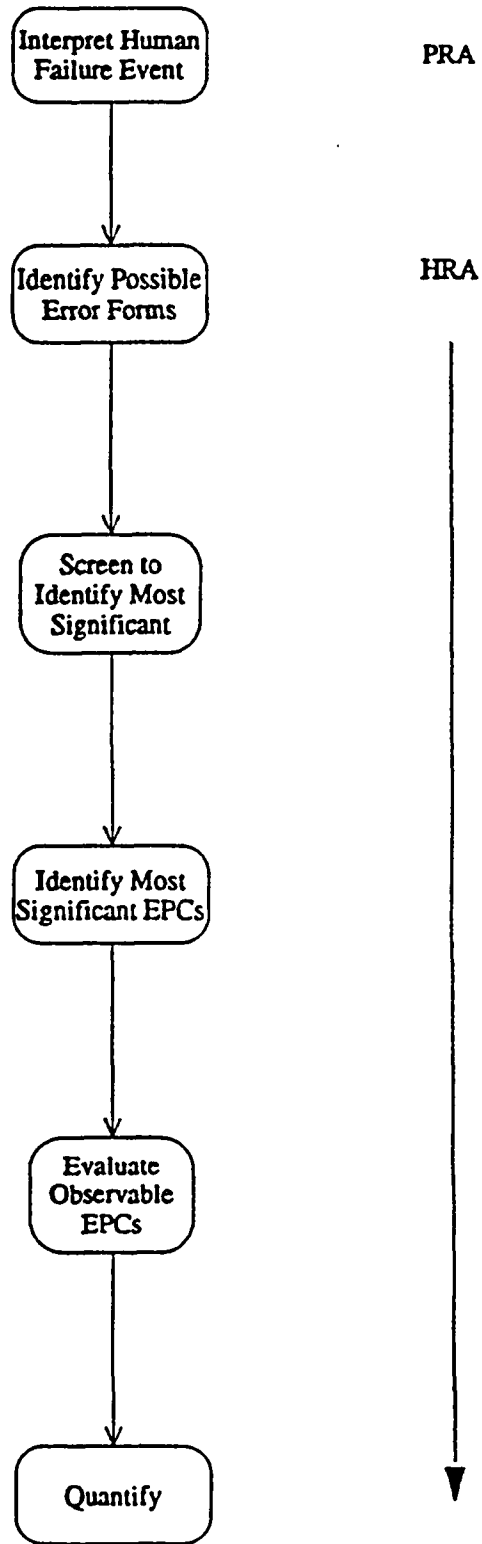 Interpret Human
Failure Event
PRA
Identify Possible
Error Forms
HRA
Screen to
Identify Most
Significant
Identify Most
Significant EPCs
Evaluate
Observable
EPCs
Quantify